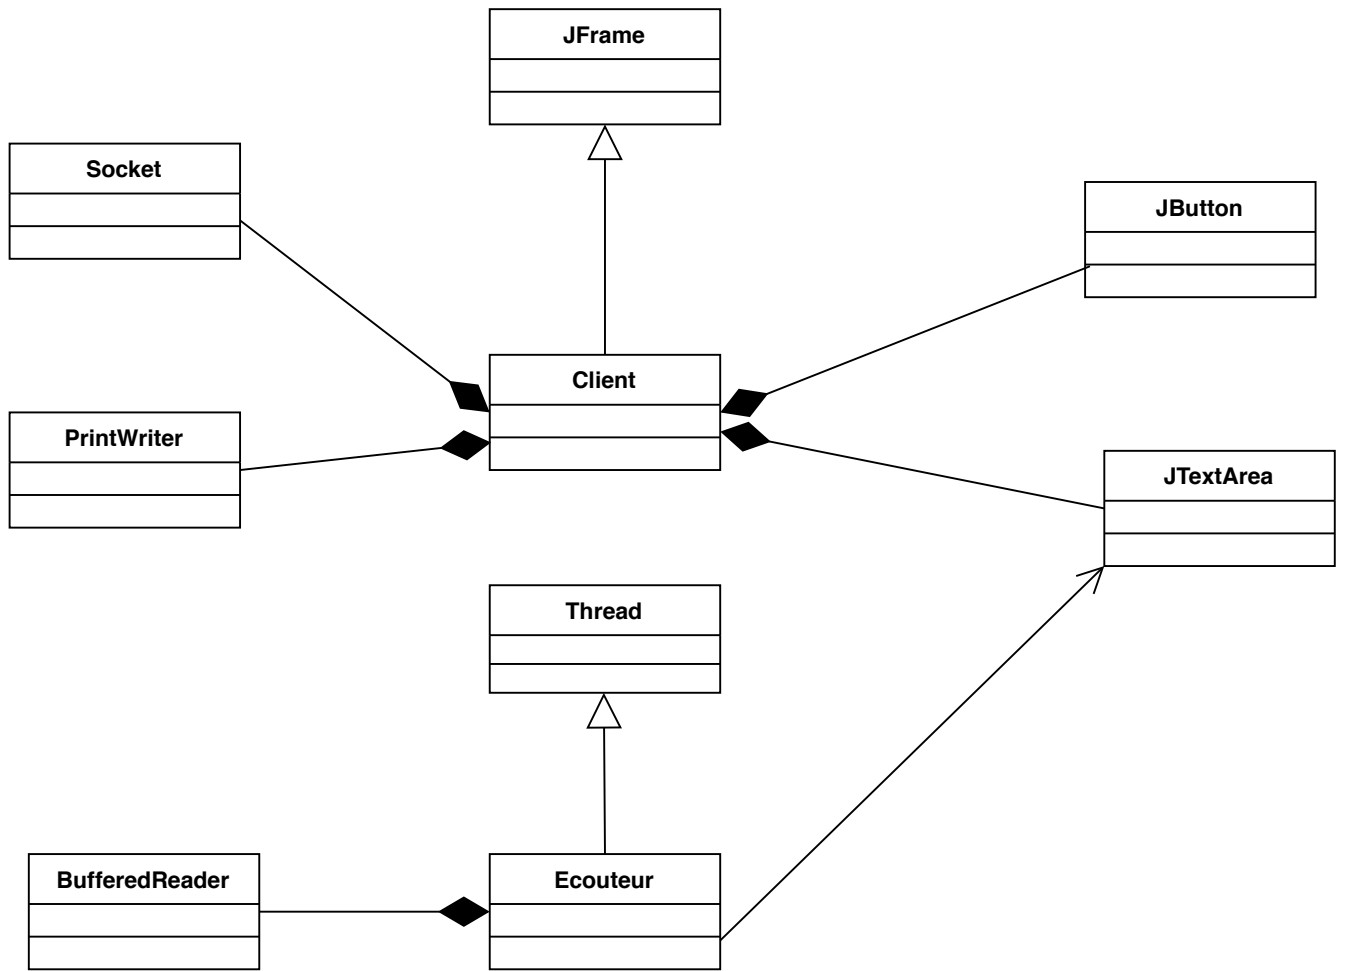 JFrame
Socket
JButton
Client
PrintWriter
JTextArea
Thread
BufferedReader
Ecouteur